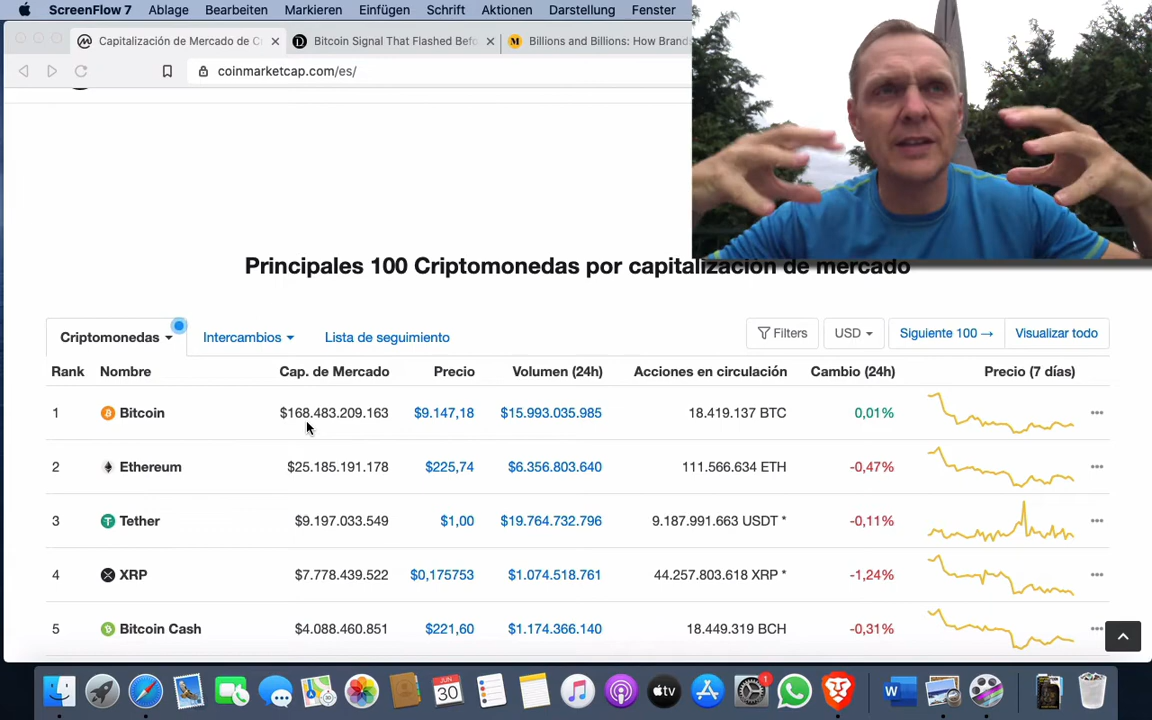 ScreenFlow 7 Ablage Bearbeiten Markieren Einfügen Schrift Aktionen Darstellung Fenster
Capitalización de Mercado de C Bitcoin Signal That Flashed Befo Billions and Billions: How Brand
coinmarketcap.com/es/
Principales 100 Criptomonedas por capitalización de mercado
Criptomonedas Intercambios Lista de seguimiento Filters USD Siguiente 100 → Visualizar todo
Rank Nombre Cap. de Mercado Precio Volumen (24h) Acciones en circulación Cambio (24h) Precio (7 días)
1 Bitcoin $168.483.209.163 $9.147,18 $15.993.035.985 18.419.137 BTC 0,01%
2 Ethereum $25.185.191.178 $225,74 $6.356.803.640 111.566.634 ETH -0,47%
3 Tether $9.197.033.549 $1,00 $19.764.732.796 9.187.991.663 USDT * -0,11%
4 XRP $7.778.439.522 $0,175753 $1.074.518.761 44.257.803.618 XRP * -1,24%
5 Bitcoin Cash $4.088.460.851 $221,60 $1.174.366.140 18.449.319 BCH -0,31%
JUN
30
tv
1
W